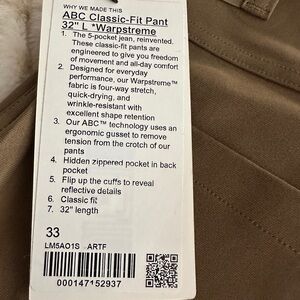 WHY WE MADE THIS
ABC Classic-Fit Pant
32" L *Warpstreme
1. The 5-pocket jean, reinvented.
These classic-fit pants are
engineered to give you freedom
of movement and all-day comfort
2. Designed for everyday
performance, our Warpstreme™
fabric is four-way stretch,
quick-drying, and
wrinkle-resistant with
excellent shape retention
3. Our ABC™ technology uses an
ergonomic gusset to remove
tension from the crotch of our
pants
4. Hidden zippered pocket in back
pocket
5. Flip up the cuffs to reveal
reflective details
6. Classic fit
7. 32" length
33
LM5AO1S ARTF
000147152937